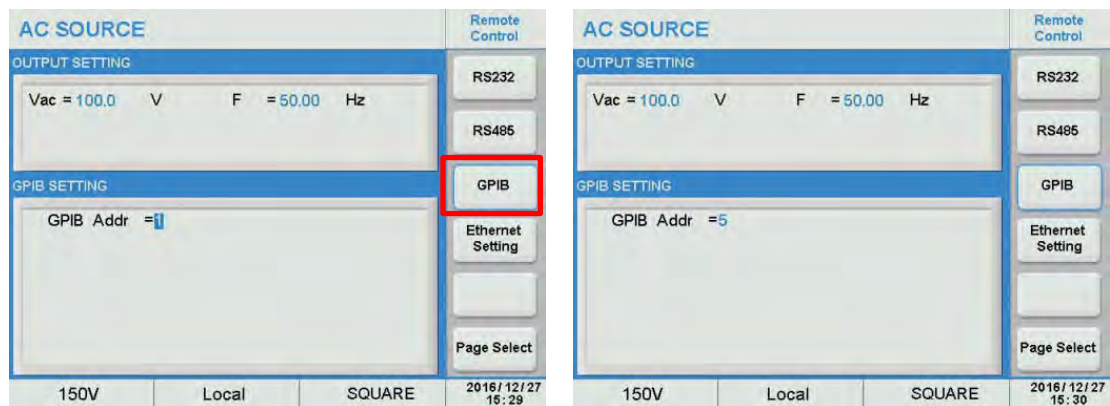 AC SOURCE
Remote
Control
OUTPUT SETTING
Vac = 100.0 V F = 50.00 Hz
RS232
RS485
GPIB SETTING
GPIB
GPIB Addr =1
Ethernet
Setting
Page Select
150V Local SQUARE 2016/12/27
15:29
AC SOURCE
Remote
Control
OUTPUT SETTING
Vac = 100.0 V F = 50.00 Hz
RS232
RS485
GPIB SETTING
GPIB
GPIB Addr =5
Ethernet
Setting
Page Select
150V Local SQUARE 2016/12/27
15:30